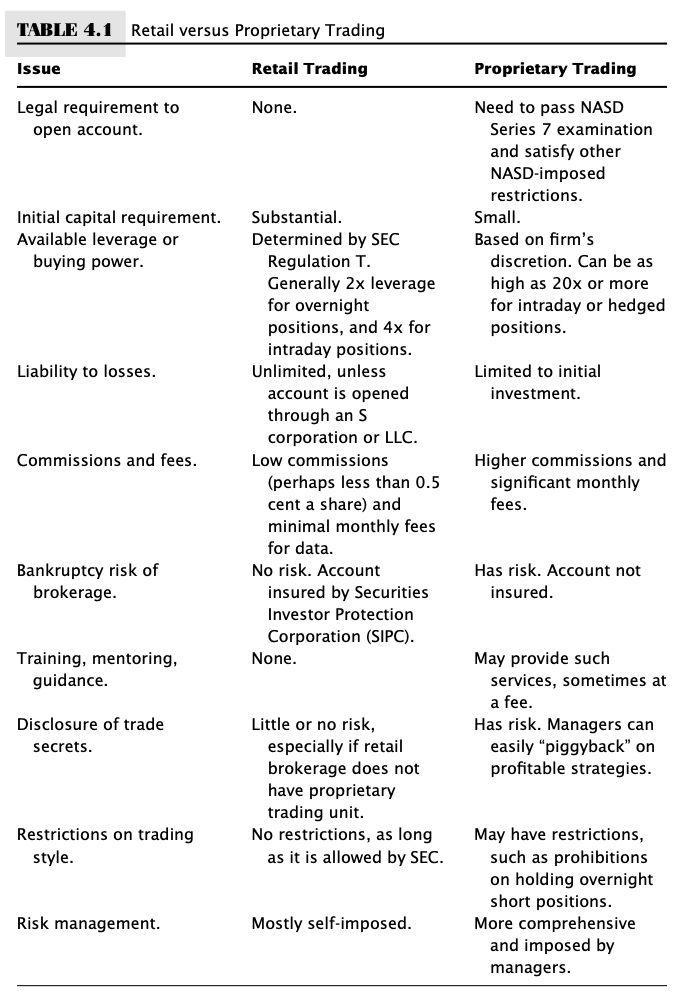 TABLE 4.1 Retail versus Proprietary Trading
Issue Retail Trading Proprietary Trading
Legal requirement to
open account.
None.
Need to pass NASD
Series 7 examination
and satisfy other
NASD-imposed
restrictions.
Initial capital requirement.
Substantial.
Small.
Available leverage or
buying power.
Determined by SEC
Regulation T.
Generally 2x leverage
for overnight
positions, and 4x for
intraday positions.
Based on firm’s
discretion. Can be as
high as 20x or more
for intraday or hedged
positions.
Liability to losses.
Unlimited, unless
account is opened
through an S
corporation or LLC.
Limited to initial
investment.
Commissions and fees.
Low commissions
(perhaps less than 0.5
cent a share) and
minimal monthly fees
for data.
Higher commissions and
significant monthly
fees.
Bankruptcy risk of
brokerage.
No risk. Account
insured by Securities
Investor Protection
Corporation (SIPC).
Has risk. Account not
insured.
Training, mentoring,
guidance.
None.
May provide such
services, sometimes at
a fee.
Disclosure of trade
secrets.
Little or no risk,
especially if retail
brokerage does not
have proprietary
trading unit.
Has risk. Managers can
easily “piggyback” on
profitable strategies.
Restrictions on trading
style.
No restrictions, as long
as it is allowed by SEC.
May have restrictions,
such as prohibitions
on holding overnight
short positions.
Risk management.
Mostly self-imposed.
More comprehensive
and imposed by
managers.